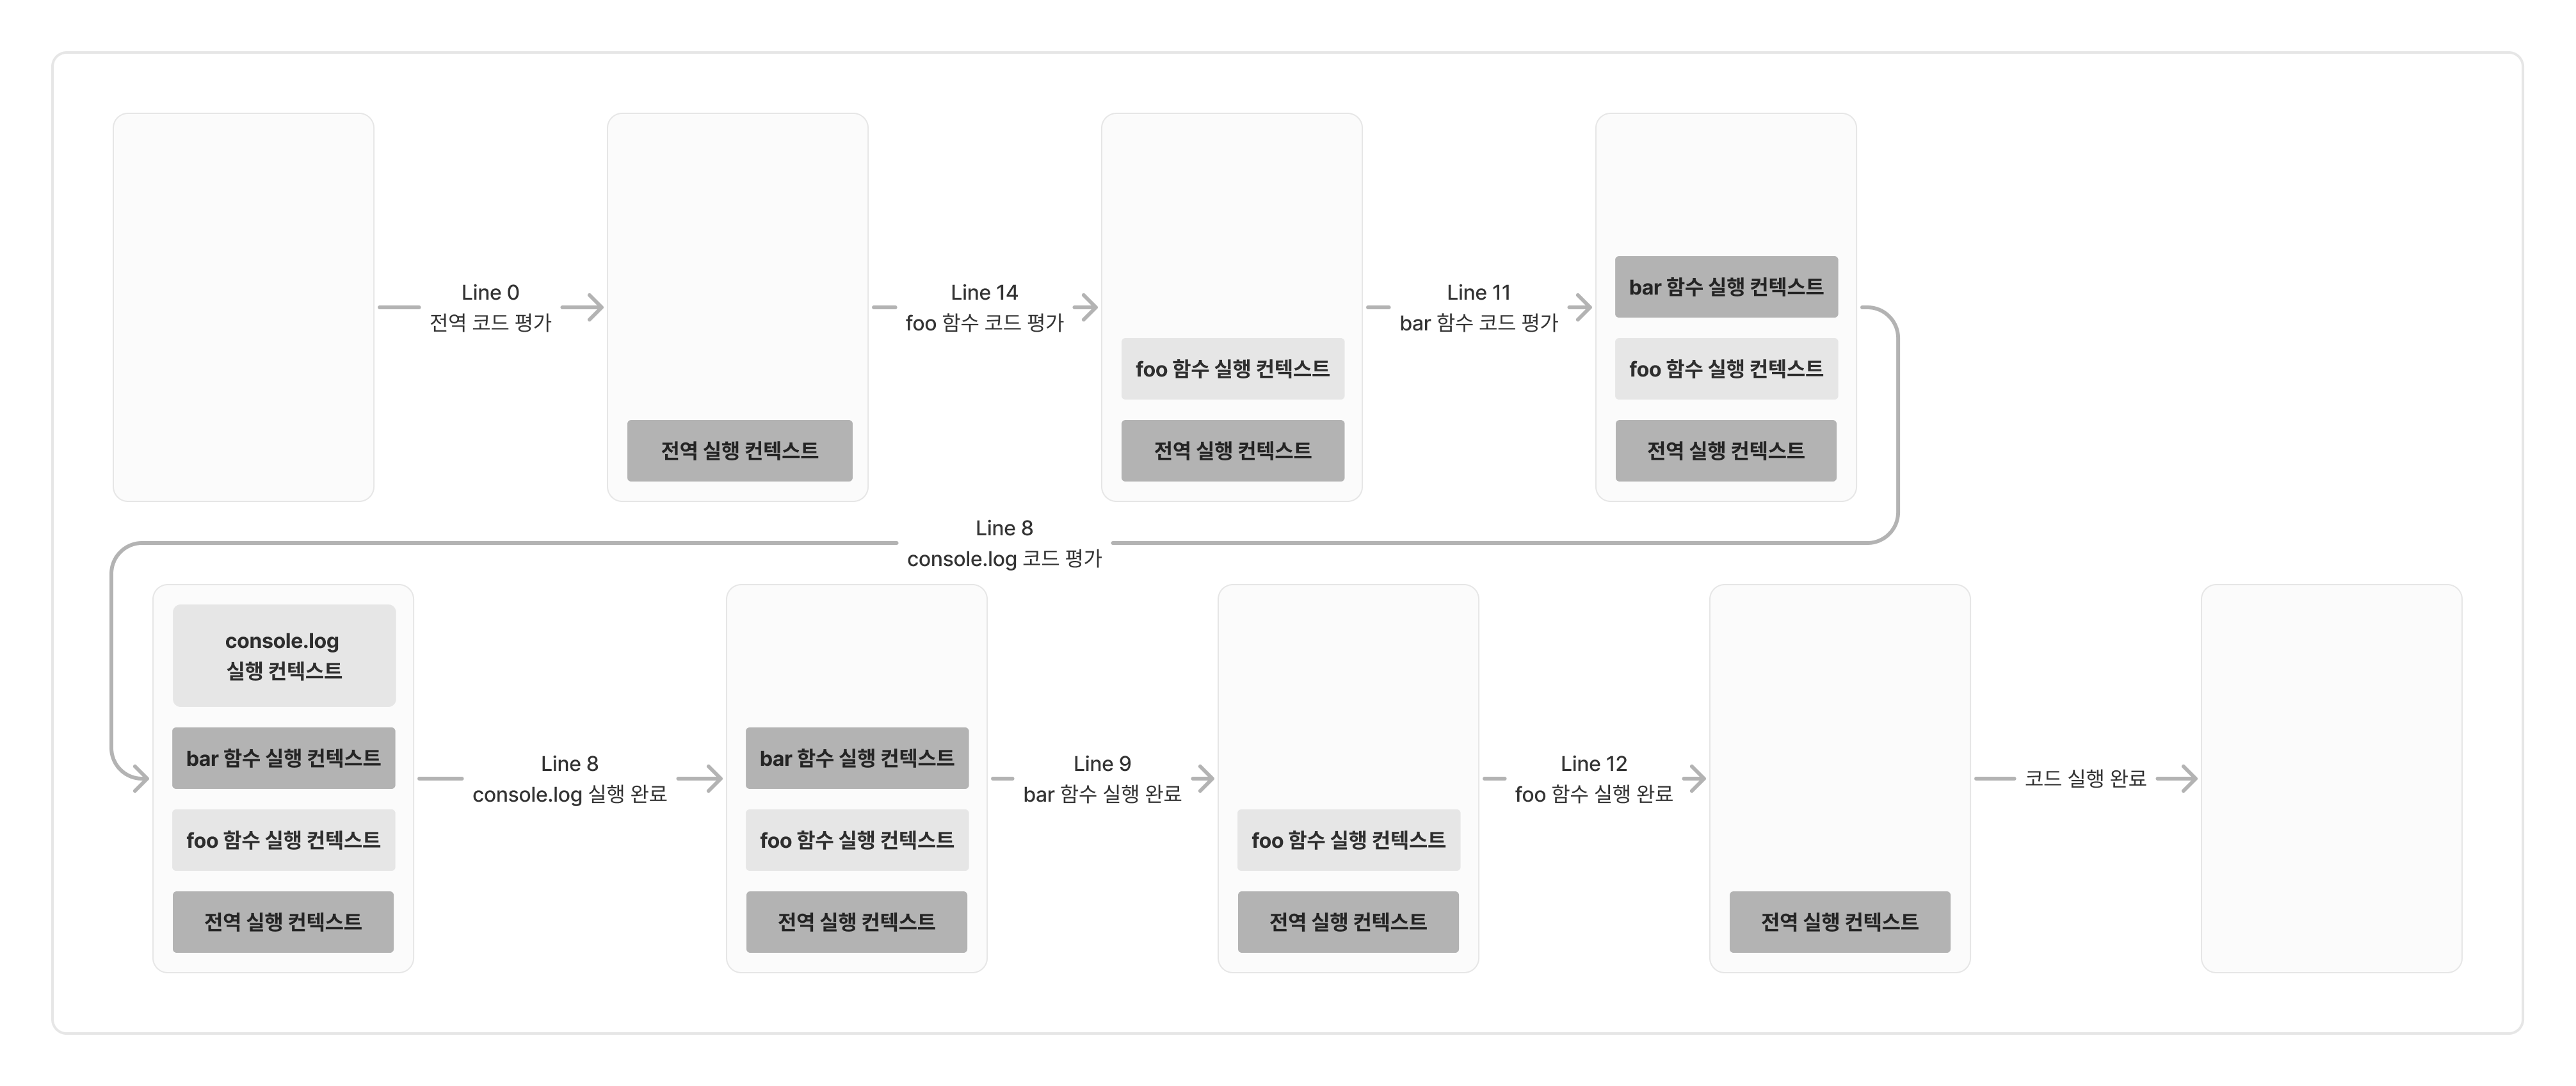 Line 0
전역 코드 평가
전역 실행 컨텍스트
Line 14
foo 함수 코드 평가
foo 함수 실행 컨텍스트
전역 실행 컨텍스트
Line 11
bar 함수 코드 평가
bar 함수 실행 컨텍스트
foo 함수 실행 컨텍스트
전역 실행 컨텍스트
Line 8
console.log 코드 평가
console.log
실행 컨텍스트
bar 함수 실행 컨텍스트
foo 함수 실행 컨텍스트
전역 실행 컨텍스트
Line 8
console.log 실행 완료
bar 함수 실행 컨텍스트
foo 함수 실행 컨텍스트
전역 실행 컨텍스트
Line 9
bar 함수 실행 완료
foo 함수 실행 컨텍스트
전역 실행 컨텍스트
Line 12
foo 함수 실행 완료
전역 실행 컨텍스트
코드 실행 완료